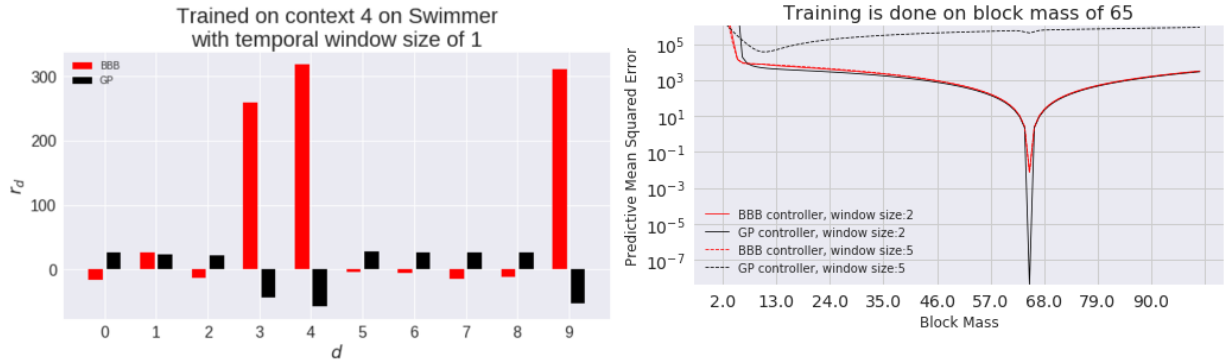 Trained on context 4 on Swimmer
with temporal window size of 1
BBB
GP
300
200
100
0
r_d
0 1 2 3 4 5 6 7 8 9
d
Training is done on block mass of 65
Predictive Mean Squared Error
10^5
10^3
10^1
10^-1
10^-3
10^-5
10^-7
BBB controller, window size:2
GP controller, window size:2
BBB controller, window size:5
GP controller, window size:5
2.0 13.0 24.0 35.0 46.0 57.0 68.0 79.0 90.0
Block Mass